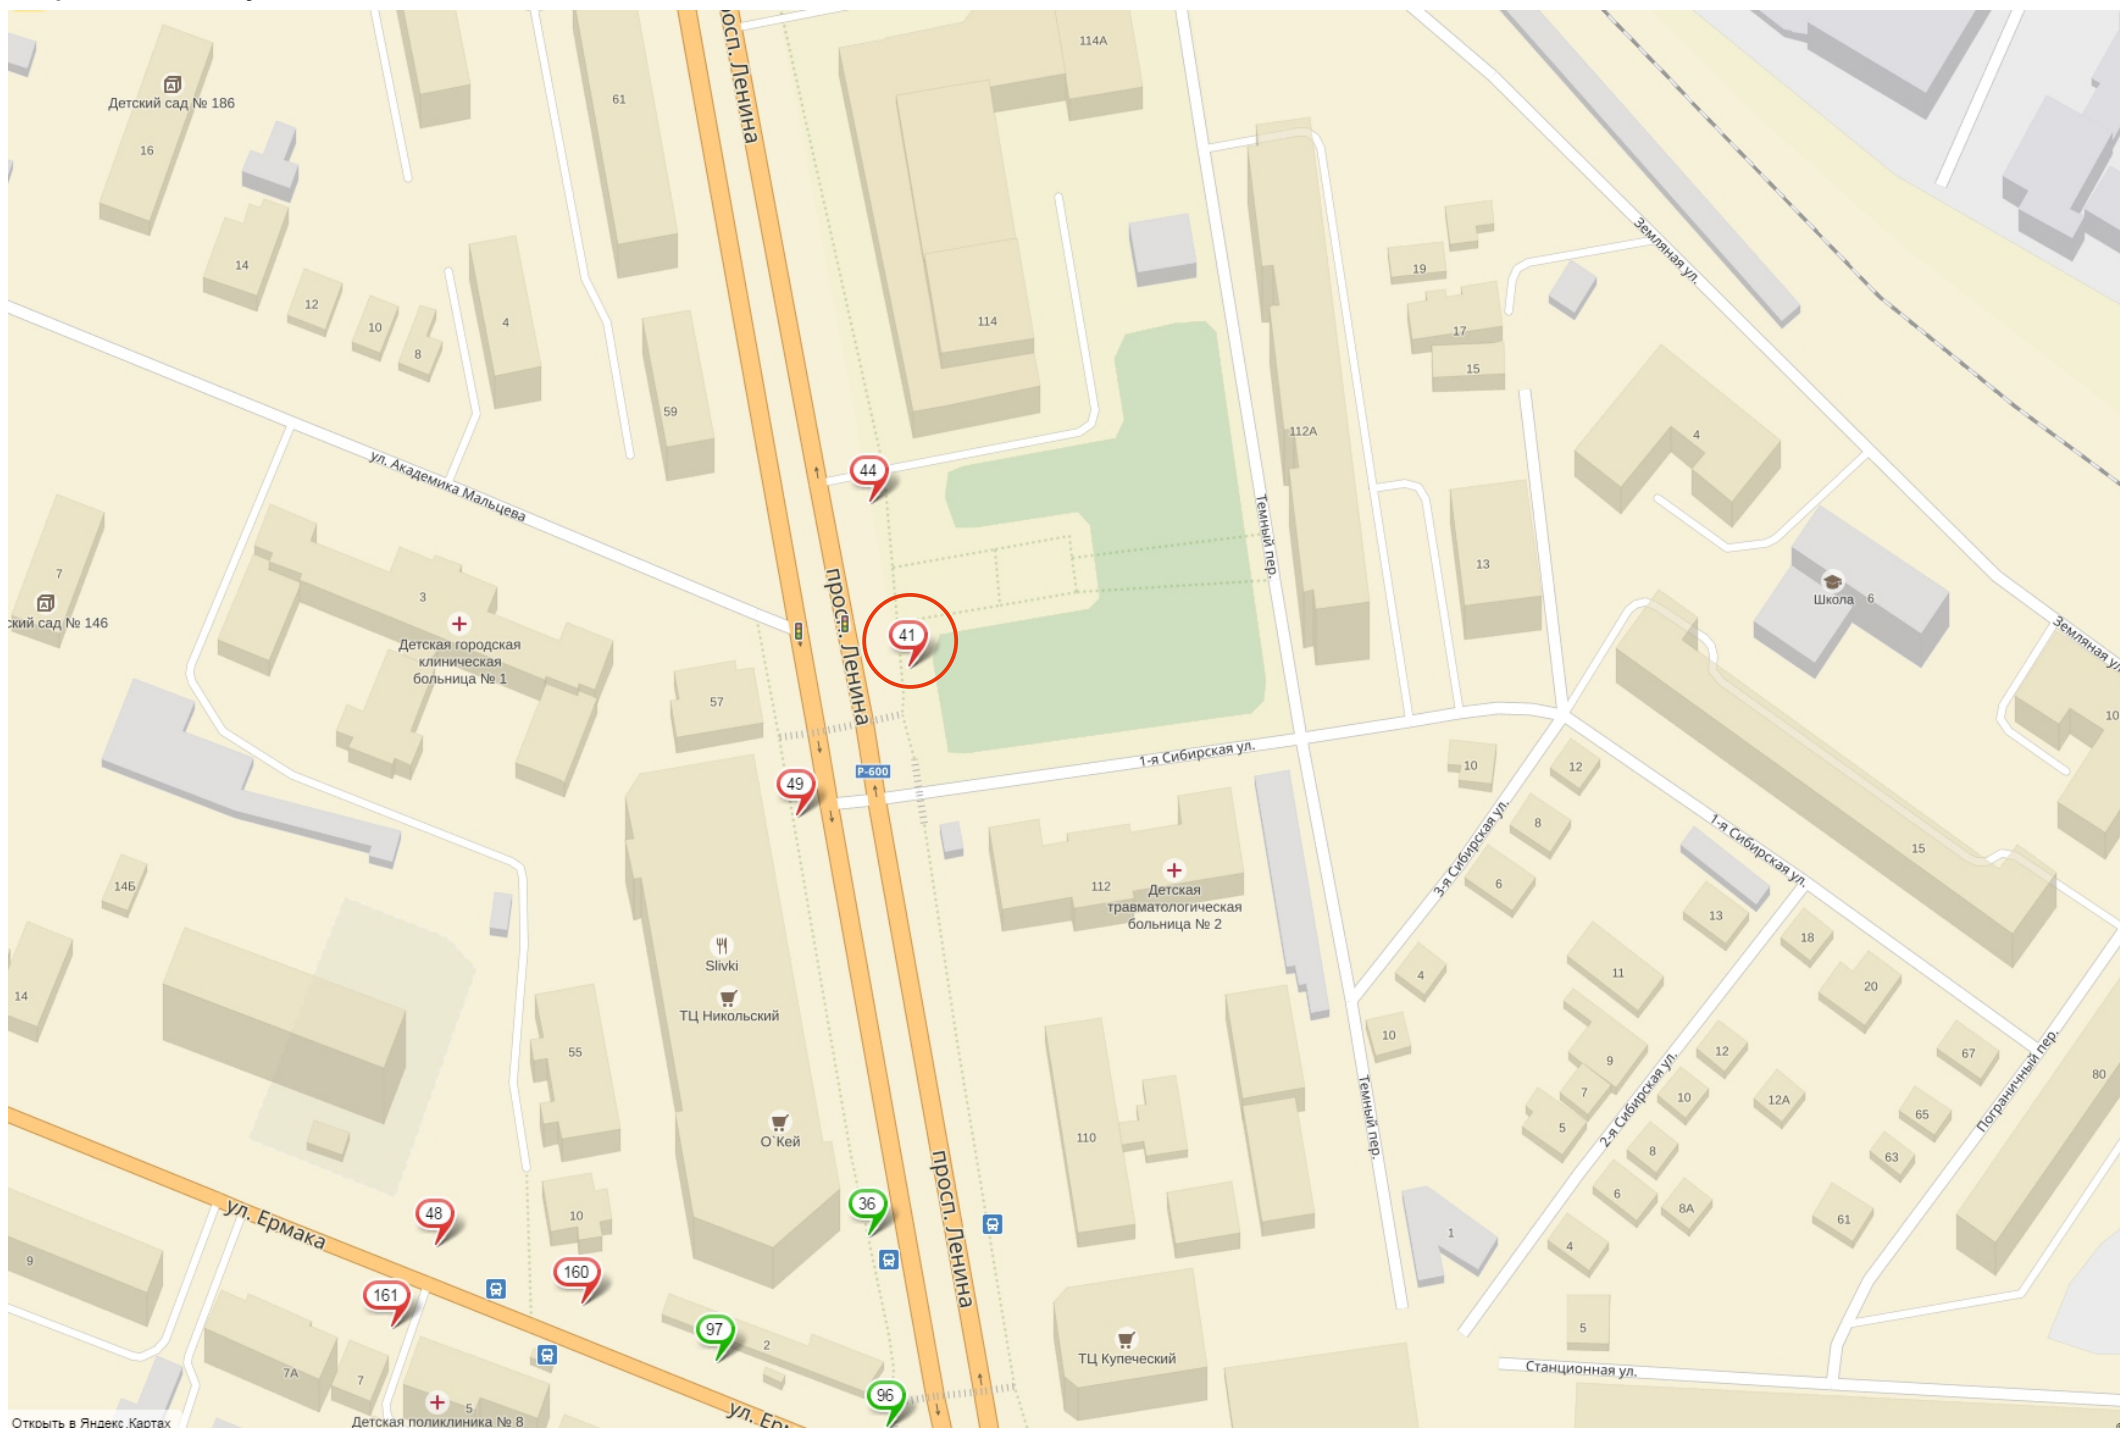 просп. Ленина
114А
61
Детский сад № 186
16
14
12
10
8
4
59
114
19
17
15
Земляная ул.
112А
4
44
ул. Академика Мальцева
Темный пер.
13
7
сад № 146
3
Детская городская
клиническая
больница № 1
просп. Ленина
41
Школа 6
Земляная ул.
57
10
1-я Сибирская ул.
Р-600
49
10
12
8
6
3-я Сибирская ул.
1-я Сибирская ул.
15
14Б
112
Детская
травматологическая
больница № 2
13
18
11
20
4
14
Slivki
ТЦ Никольский
55
10
9
7
5
12
10
12А
67
65
63
80
Пограничный пер.
2-я Сибирская ул.
Темный пер.
О`Кей
110
просп. Ленина
8
6
8А
61
4
1
36
48
10
ул. Ермака
9
160
161
97
2
ТЦ Купеческий
5
Станционная ул.
7А
7
96
5
Детская поликлиника № 8
Открыть в Яндекс.Картах